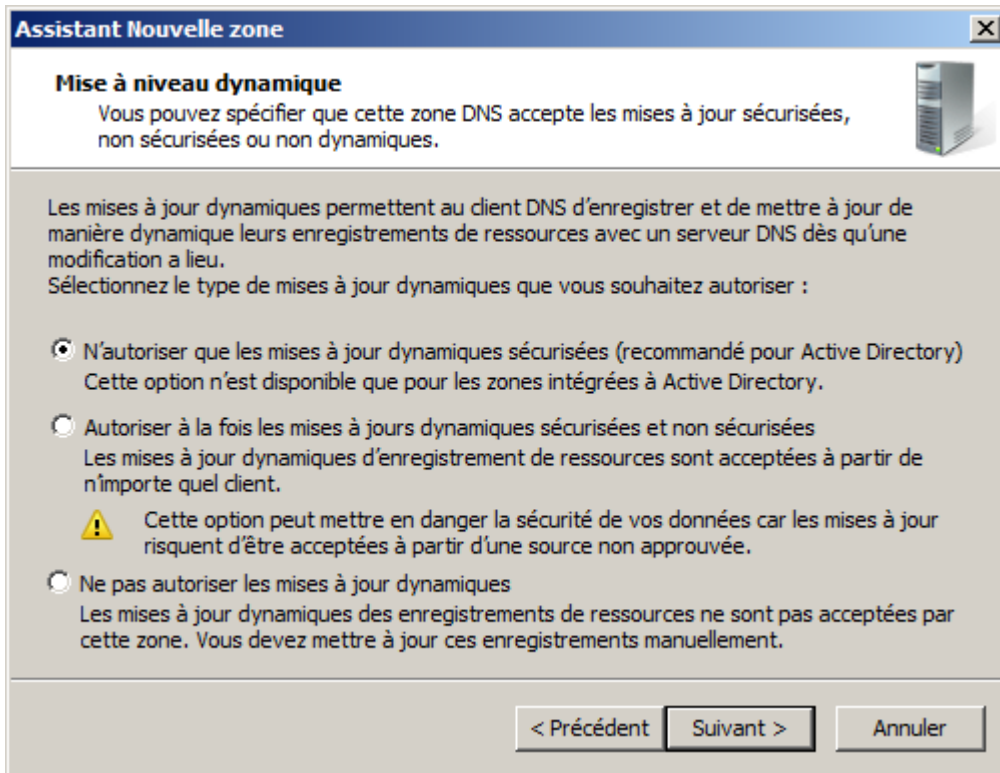 Assistant Nouvelle zone
Mise à niveau dynamique
Vous pouvez spécifier que cette zone DNS accepte les mises à jour sécurisées,
non sécurisées ou non dynamiques.
Les mises à jour dynamiques permettent au client DNS d'enregistrer et de mettre à jour de
manière dynamique leurs enregistrements de ressources avec un serveur DNS dès qu'une
modification a lieu.
Sélectionnez le type de mises à jour dynamiques que vous souhaitez autoriser :
N'autoriser que les mises à jour dynamiques sécurisées (recommandé pour Active Directory)
Cette option n'est disponible que pour les zones intégrées à Active Directory.
Autoriser à la fois les mises à jours dynamiques sécurisées et non sécurisées
Les mises à jour dynamiques d'enregistrement de ressources sont acceptées à partir de
n'importe quel client.
Cette option peut mettre en danger la sécurité de vos données car les mises à jour
risquent d'être acceptées à partir d'une source non approuvée.
Ne pas autoriser les mises à jour dynamiques
Les mises à jour dynamiques des enregistrements de ressources ne sont pas acceptées par
cette zone. Vous devez mettre à jour ces enregistrements manuellement.
< Précédent Suivant > Annuler